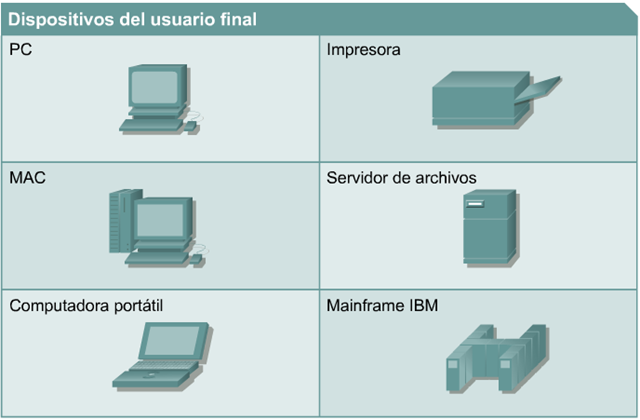 Dispositivos del usuario final
PC
Impresora
MAC
Servidor de archivos
Computadora portátil
Mainframe IBM